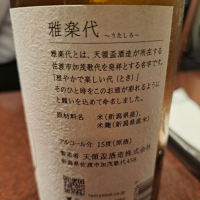 雅楽代 ～うたしろ～
雅楽代とは、天領盃酒造が所在する
佐渡市加茂歌代を発祥とする名字です。
「雅やかで楽しい代(とき)」
そのひと時をこのお酒が創れるように
と願いを込めて命名しました。
原材料名 米(新潟県産)、
米麹(新潟県産米)
アルコール分 15度(原酒)
製造者 天領盃酒造株式会社
新潟県佐渡市加茂歌代458